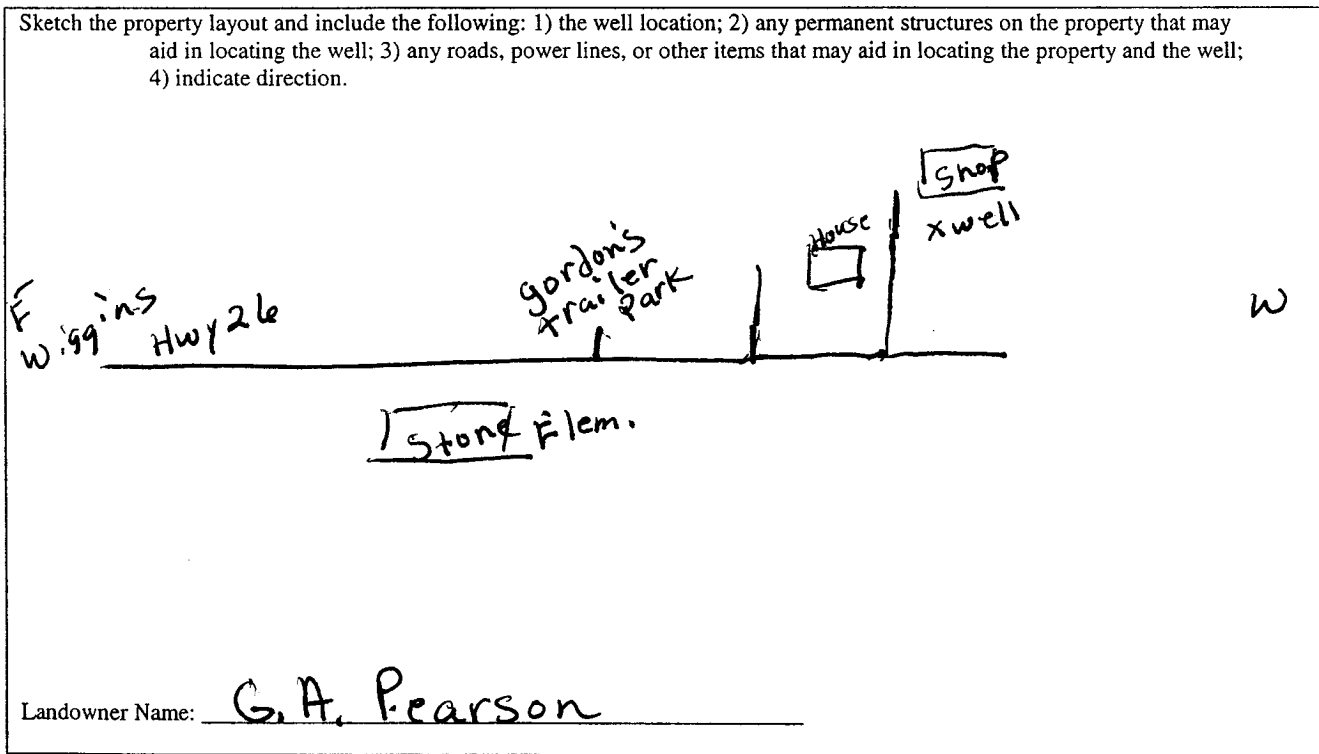 Sketch the property layout and include the following: 1) the well location; 2) any permanent structures on the property that may
aid in locating the well; 3) any roads, power lines, or other items that may aid in locating the property and the well;
4) indicate direction.
Shop
x well
House
gordon's
trailer
Park
E
Wiggins
Hwy 26
W
Stone Elem.
Landowner Name: G. A. Pearson